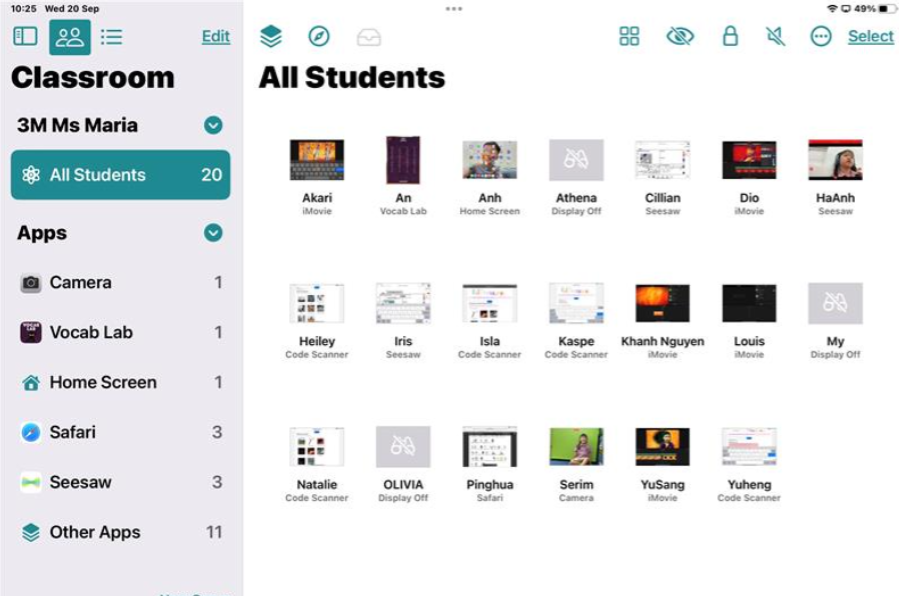 10:25 Wed 20 Sep
49%
Edit
Select
Classroom
All Students
3M Ms Maria
All Students 20
Apps
Camera 1
Vocab Lab 1
Home Screen 1
Safari 3
Seesaw 3
Other Apps 11
Akari An Anh Athena Cillian Dio HaAnh
iMovie Vocab Lab Home Screen Display Off Seesaw iMovie Seesaw
Heiley Iris Isla Kaspe Khanh Nguyen Louis My
Code Scanner Seesaw Code Scanner Code Scanner iMovie iMovie Display Off
Natalie OLIVIA Pinghua Serim YuSang Yuheng
Code Scanner Display Off Safari Camera iMovie Code Scanner